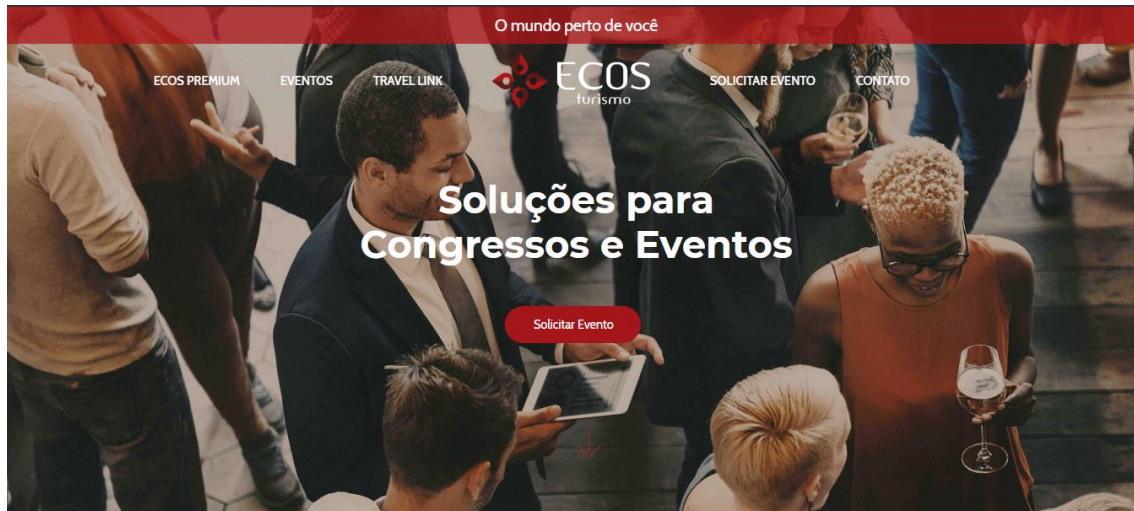 O mundo perto de você
ECOS PREMIUM
EVENTOS
TRAVEL LINK
ECOS
turismo
SOLICITAR EVENTO
CONTATO
Soluções para
Congressos e Eventos
Solicitar Evento